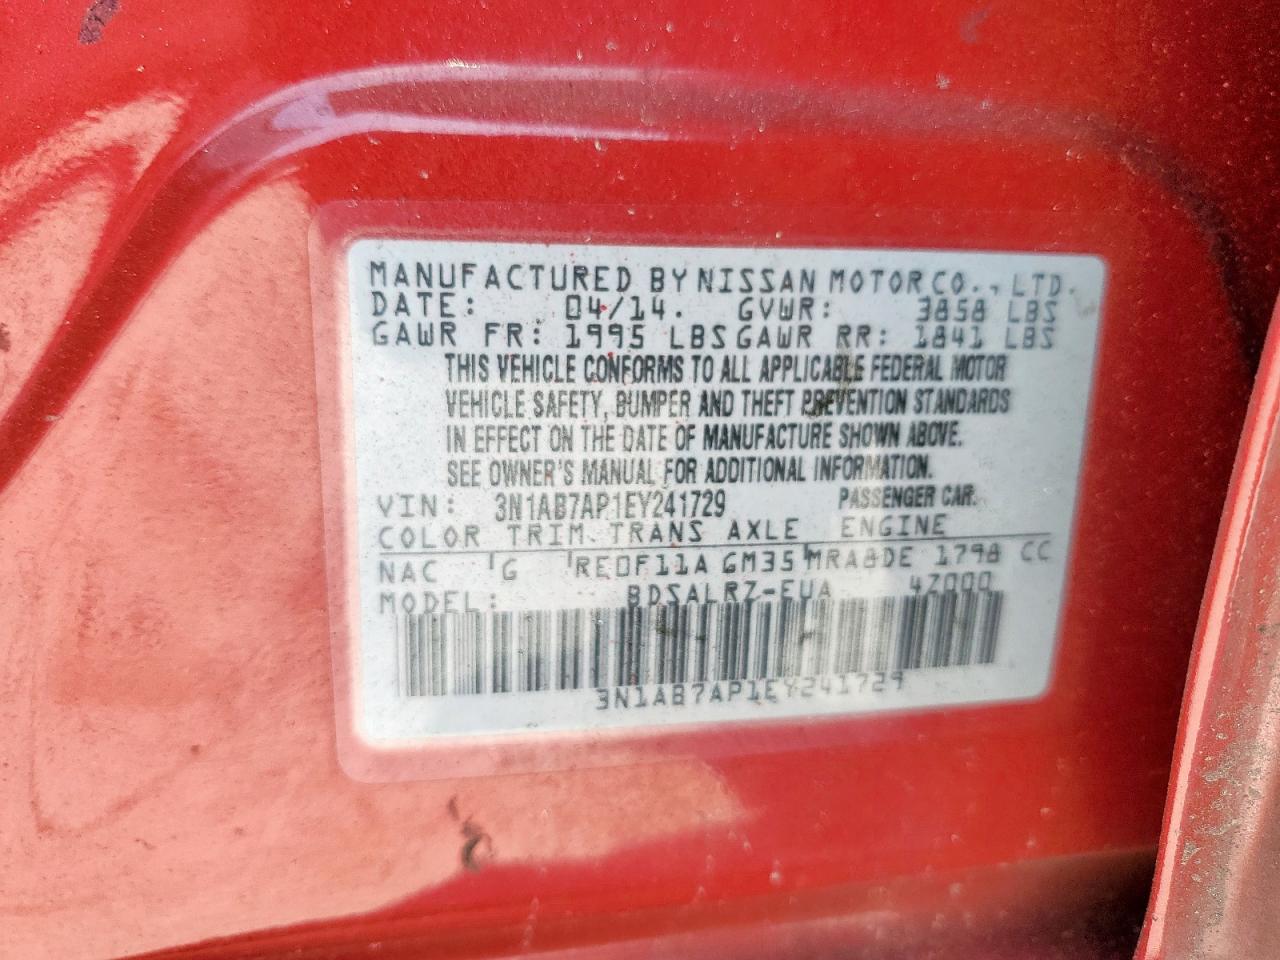 MANUFACTURED BY NISSAN MOTOR CO., LTD.
DATE: 04/14. GVWR: 3858 LBS
GAWR FR: 1995 LBS GAWR RR: 1841 LBS
THIS VEHICLE CONFORMS TO ALL APPLICABLE FEDERAL MOTOR
VEHICLE SAFETY, BUMPER AND THEFT PREVENTION STANDARDS
IN EFFECT ON THE DATE OF MANUFACTURE SHOWN ABOVE.
SEE OWNER'S MANUAL FOR ADDITIONAL INFORMATION.
VIN: 3N1AB7AP1EY241729 PASSENGER CAR.
COLOR TRIM TRANS AXLE ENGINE
NAC G RE0F11A GM35 MRA8DE 1798 CC
MODEL: BDSALRZ-EUA 4Z000
3N1AB7AP1EY241729